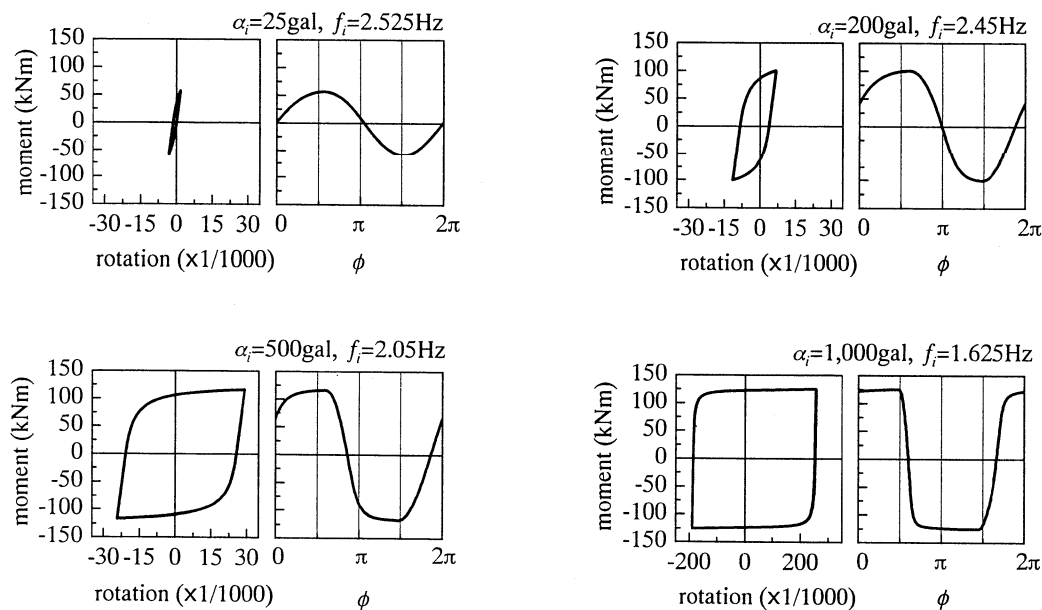 αi=25gal, fi=2.525Hz
moment (kNm)
150
100
50
0
-50
-100
-150
-30 -15 0 15 30
0 π 2π
rotation (×1/1000)
ϕ
αi=200gal, fi=2.45Hz
moment (kNm)
150
100
50
0
-50
-100
-150
-30 -15 0 15 30
0 π 2π
rotation (×1/1000)
ϕ
αi=500gal, fi=2.05Hz
moment (kNm)
150
100
50
0
-50
-100
-150
-30 -15 0 15 30
0 π 2π
rotation (×1/1000)
ϕ
αi=1,000gal, fi=1.625Hz
moment (kNm)
150
100
50
0
-50
-100
-150
-200 0 200
0 π 2π
rotation (×1/1000)
ϕ